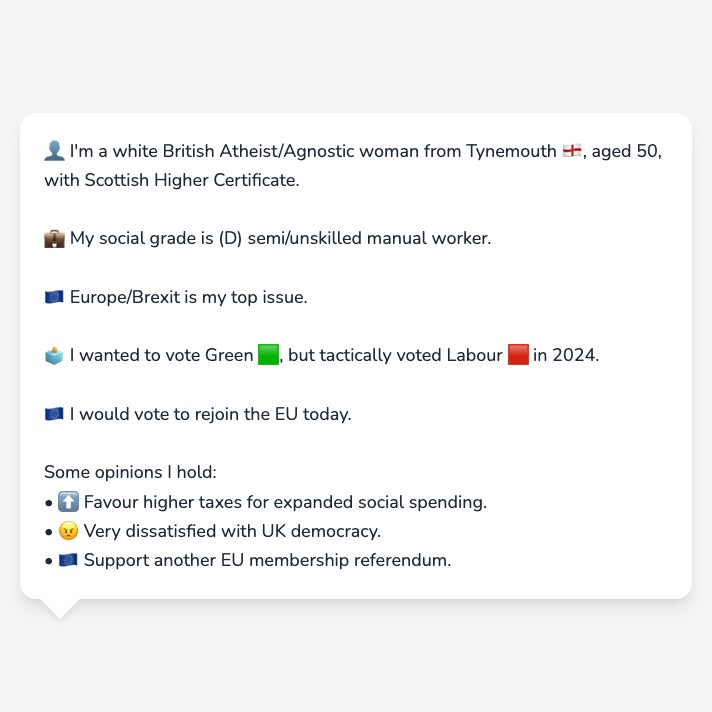 👤 I'm a white British Atheist/Agnostic woman from Tynemouth 🏴󠁧󠁢󠁥󠁮󠁧󠁿, aged 50,
with Scottish Higher Certificate.
💼 My social grade is (D) semi/unskilled manual worker.
🇪🇺 Europe/Brexit is my top issue.
🗳️ I wanted to vote Green 🟩, but tactically voted Labour 🟥 in 2024.
🇪🇺 I would vote to rejoin the EU today.
Some opinions I hold:
• ⬆️ Favour higher taxes for expanded social spending.
• 😠 Very dissatisfied with UK democracy.
• 🇪🇺 Support another EU membership referendum.